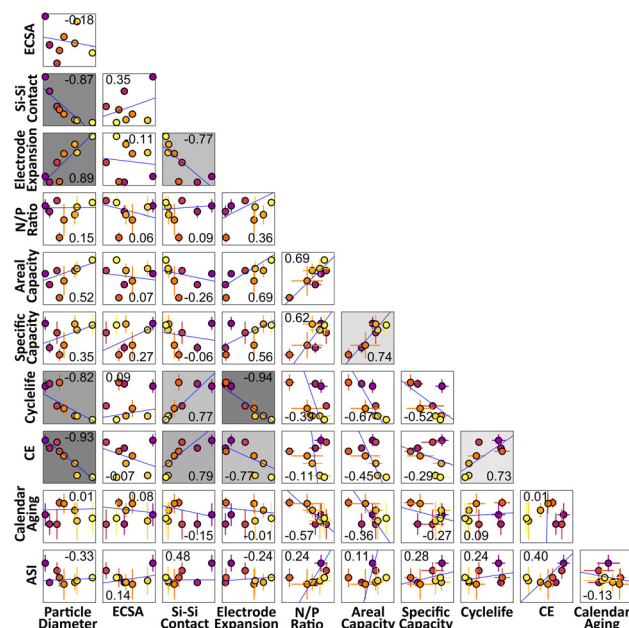 ECSA
-0.18
Si-Si
Contact
-0.87 0.35
Electrode
Expansion
0.89 -0.11 -0.77
N/P
Ratio
0.15 0.06 0.09 0.36
Areal
Capacity
0.52 0.07 -0.26 0.69 0.69
Specific
Capacity
0.35 0.27 -0.06 0.56 0.62 0.74
Cyclelife
-0.82 0.09 0.77 -0.94 -0.39 -0.67 -0.52
CE
-0.93 -0.07 0.79 -0.77 -0.11 -0.45 -0.29 0.73
Calendar
Aging
0.01 0.08 -0.15 -0.01 -0.57 -0.36 -0.27 0.09 0.01
ASI
-0.33 0.14 0.48 -0.24 0.24 0.11 0.28 0.24 0.40 -0.13
Particle ECSA Si-Si Electrode N/P Areal Specific Cyclelife CE Calendar
Diameter Contact Expansion Ratio Capacity Capacity Aging